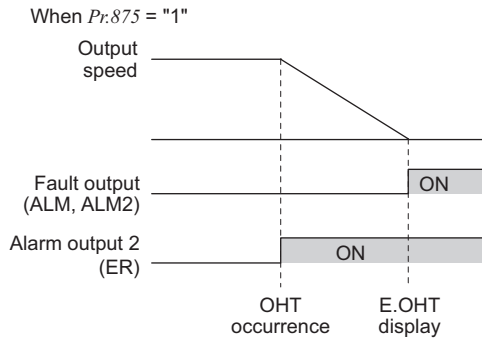 When Pr.875 = "1"
Output
speed
Fault output
(ALM, ALM2)
ON
Alarm output 2
(ER)
ON
OHT
occurrence
E.OHT
display